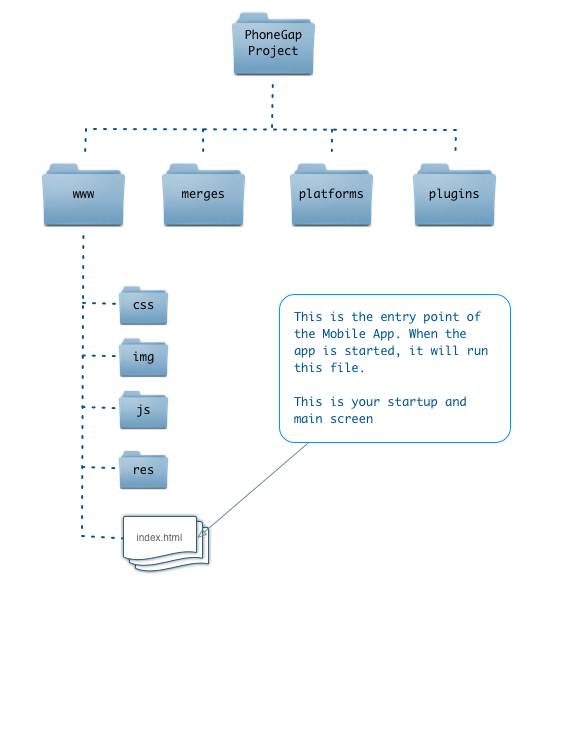 PhoneGap
Project
www
merges
platforms
plugins
css
img
js
res
index.html
This is the entry point of
the Mobile App. When the
app is started, it will run
this file.
This is your startup and
main screen